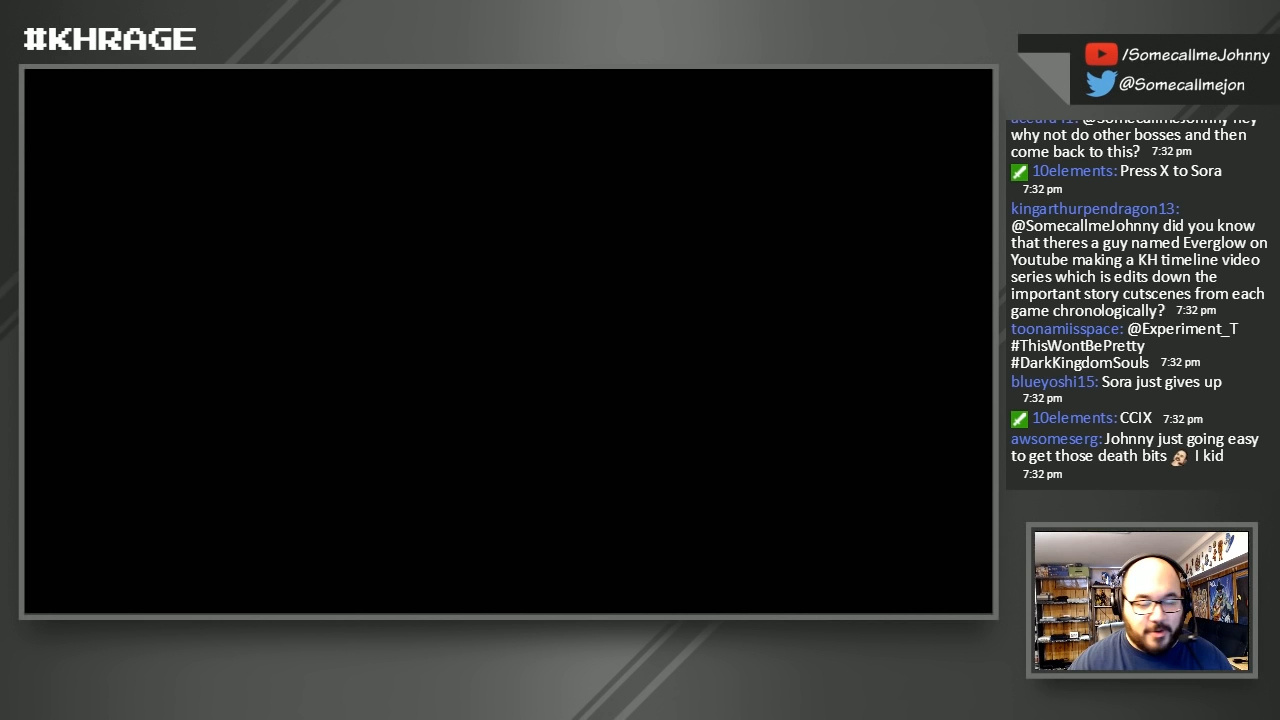 #KHRAGE
/SomecallmeJohnny
@Somecallmejon
@SomecallmeJohnny hey
why not do other bosses and then
come back to this? 7:32 pm
10elements: Press X to Sora
7:32 pm
kingarthurpendragon13:
@SomecallmeJohnny did you know
that theres a guy named Everglow on
Youtube making a KH timeline video
series which is edits down the
important story cutscenes from each
game chronologically? 7:32 pm
toonamiisspace: @Experiment_T
#ThisWontBePretty
#DarkKingdomSouls 7:32 pm
blueyoshi15: Sora just gives up
7:32 pm
10elements: CCIX 7:32 pm
awsomeserg: Johnny just going easy
to get those death bits I kid
7:32 pm